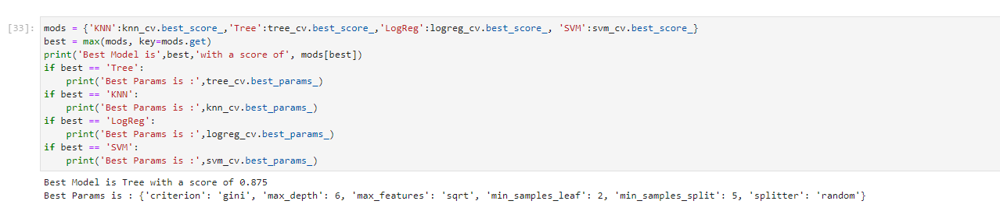 [33]: mods = {'KNN':knn_cv.best_score_,'Tree':tree_cv.best_score_,'LogReg':logreg_cv.best_score_, 'SVM':svm_cv.best_score_}
best = max(mods, key=mods.get)
print('Best Model is',best,'with a score of', mods[best])
if best == 'Tree':
    print('Best Params is :',tree_cv.best_params_)
if best == 'KNN':
    print('Best Params is :',knn_cv.best_params_)
if best == 'LogReg':
    print('Best Params is :',logreg_cv.best_params_)
if best == 'SVM':
    print('Best Params is :',svm_cv.best_params_)
Best Model is Tree with a score of 0.875
Best Params is : {'criterion': 'gini', 'max_depth': 6, 'max_features': 'sqrt', 'min_samples_leaf': 2, 'min_samples_split': 5, 'splitter': 'random'}